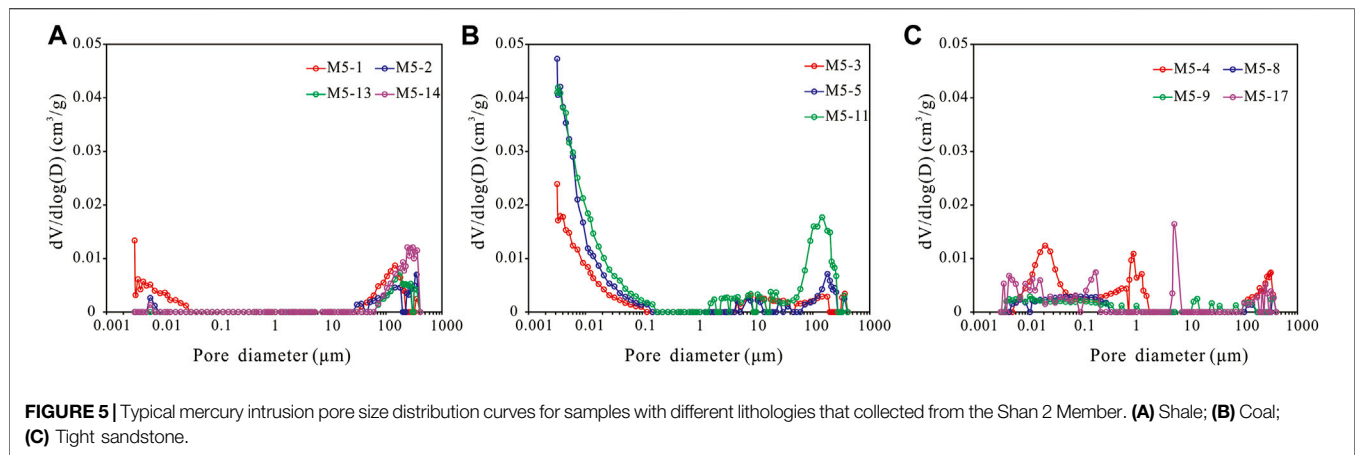 A
0.05
0.04
0.03
0.02
0.01
0
dV/dlog(D) (cm³/g)
M5-1 M5-2
M5-13 M5-14
0.001 0.01 0.1 1 10 100 1000
Pore diameter (μm)
B
0.05
0.04
0.03
0.02
0.01
0
dV/dlog(D) (cm³/g)
M5-3
M5-5
M5-11
0.001 0.01 0.1 1 10 100 1000
Pore diameter (μm)
C
0.05
0.04
0.03
0.02
0.01
0
dV/dlog(D) (cm³/g)
M5-4 M5-8
M5-9 M5-17
0.001 0.01 0.1 1 10 100 1000
Pore diameter (μm)
FIGURE 5 | Typical mercury intrusion pore size distribution curves for samples with different lithologies that collected from the Shan 2 Member. (A) Shale; (B) Coal;
(C) Tight sandstone.